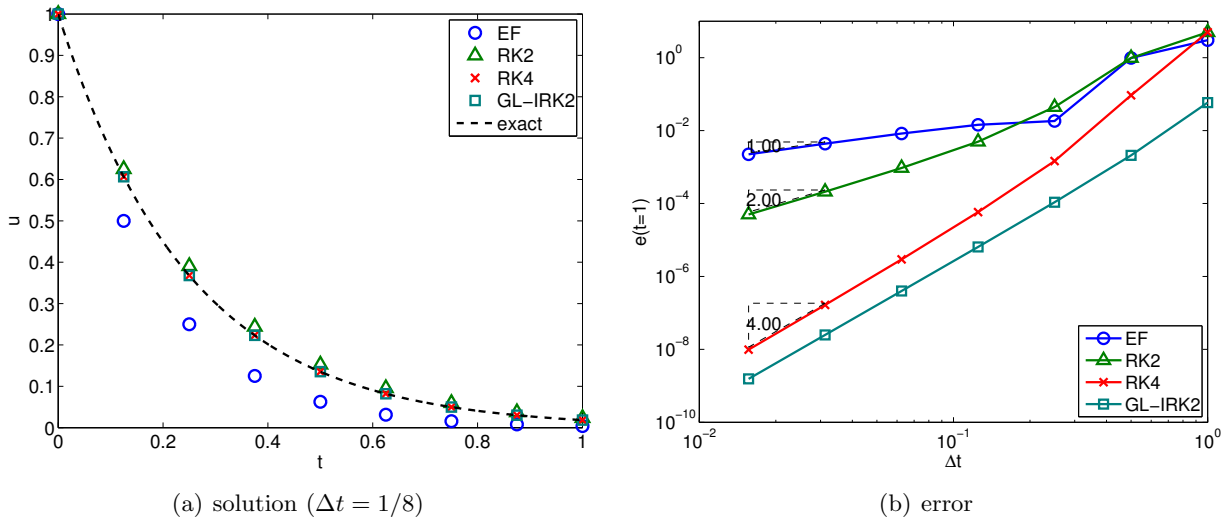 1
0.9
0.8
0.7
0.6
0.5
0.4
0.3
0.2
0.1
0
u
0 0.2 0.4 0.6 0.8 1
t
EF
RK2
RK4
GL−IRK2
exact
(a) solution (Δt = 1/8)
10^0
10^−2
10^−4
10^−6
10^−8
10^−10
e(t=1)
1.00
2.00
4.00
EF
RK2
RK4
GL−IRK2
10^−2 10^−1 10^0
Δt
(b) error